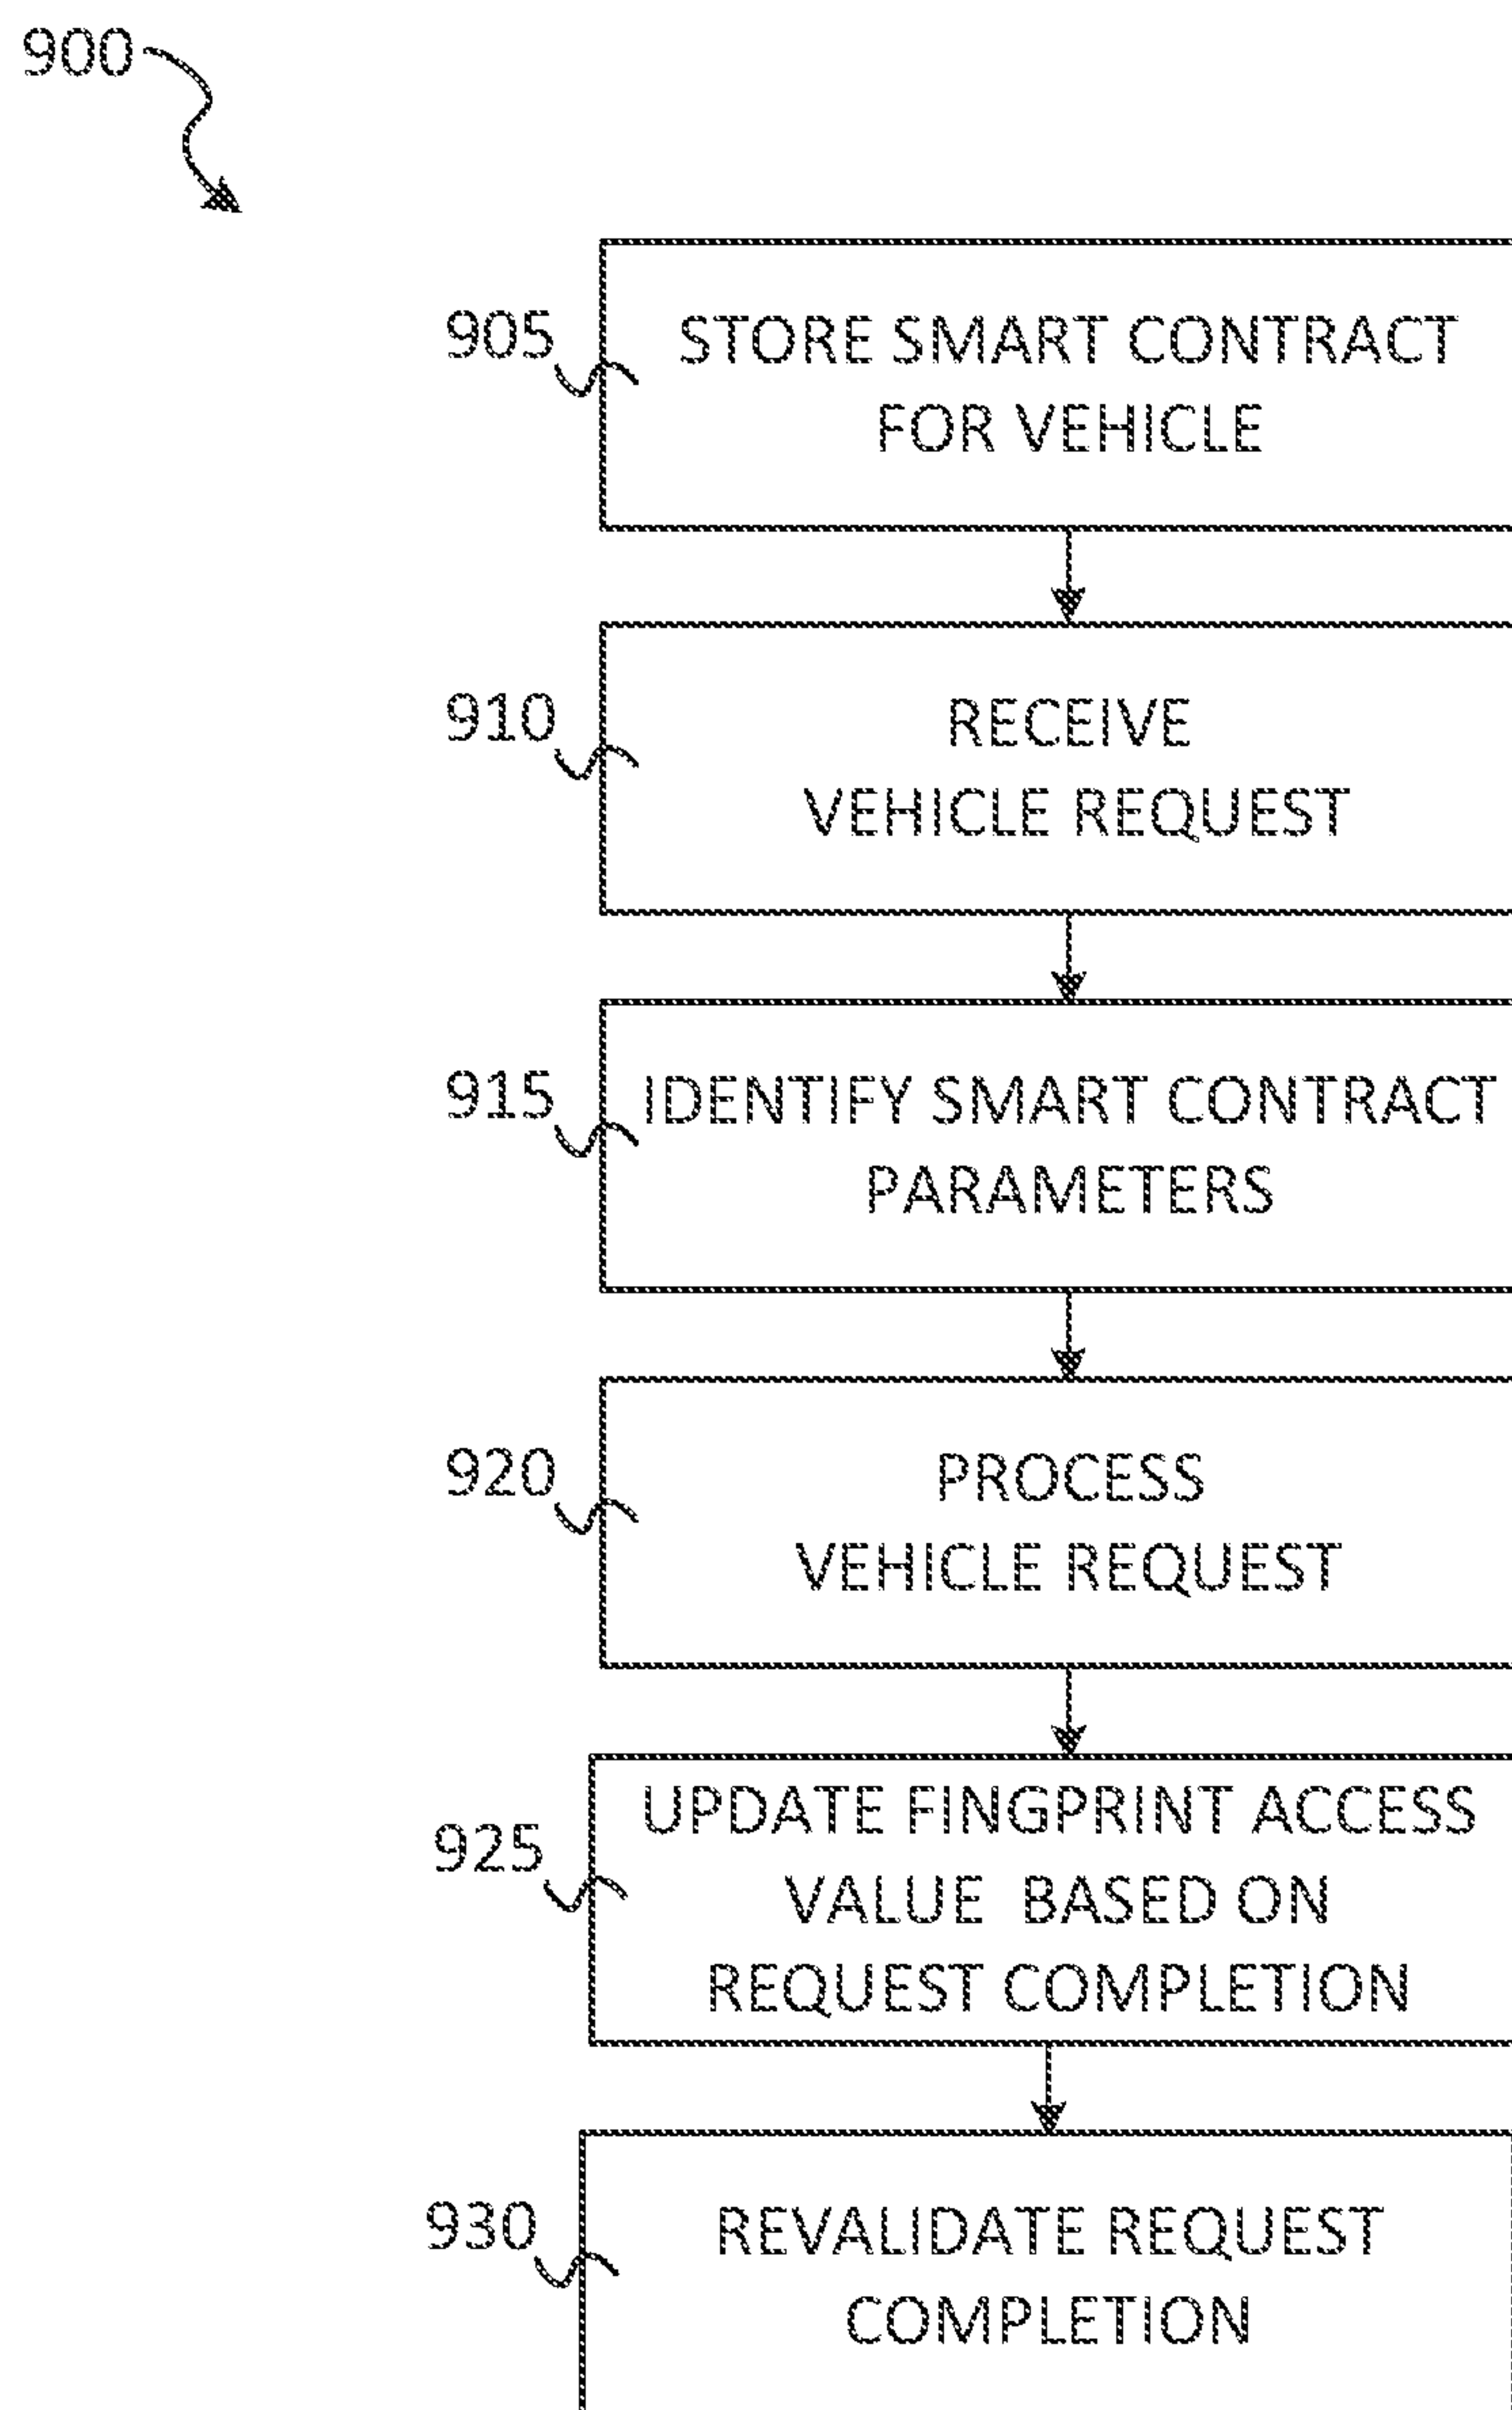 900
905
STORE SMART CONTRACT
FOR VEHICLE
910
RECEIVE
VEHICLE REQUEST
915
IDENTIFY SMART CONTRACT
PARAMETERS
920
PROCESS
VEHICLE REQUEST
925
UPDATE FINGPRINT ACCESS
VALUE BASED ON
REQUEST COMPLETION
930
REVALIDATE REQUEST
COMPLETION